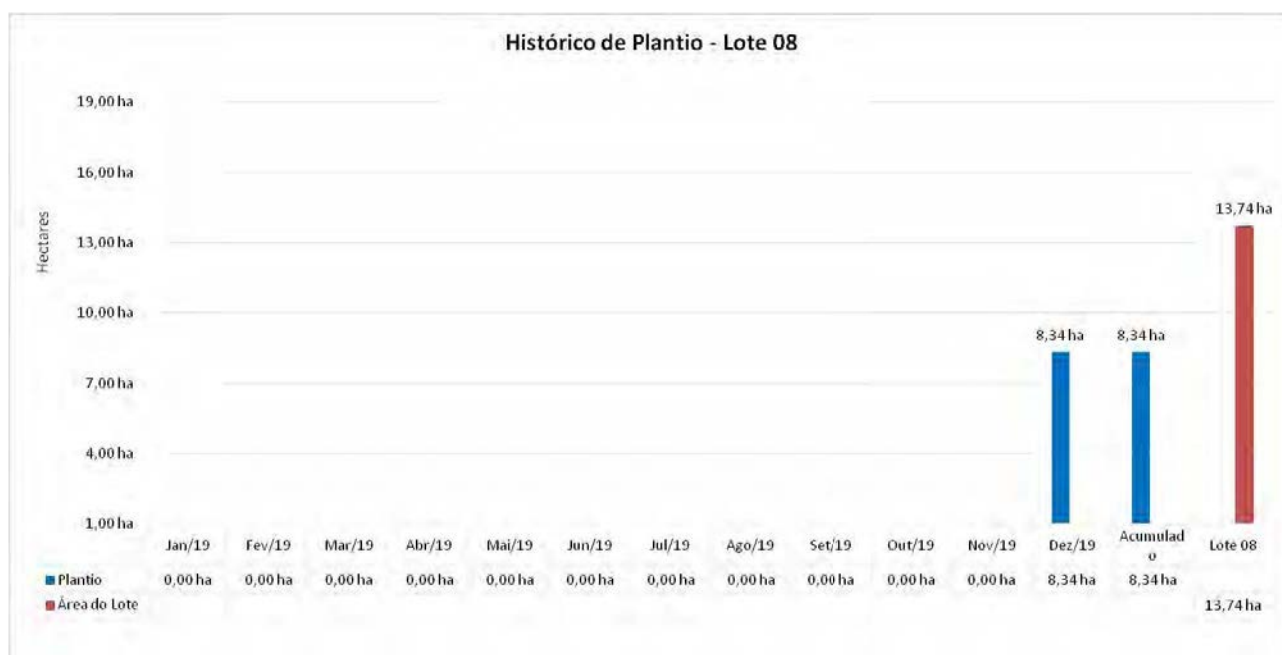 Histórico de Plantio - Lote 08
19,00 ha
16,00 ha
13,00 ha
10,00 ha
7,00 ha
4,00 ha
1,00 ha
Hectares
8,34 ha 8,34 ha 13,74 ha
Jan/19 Fev/19 Mar/19 Abr/19 Mai/19 Jun/19 Jul/19 Ago/19 Set/19 Out/19 Nov/19 Dez/19 Acumulad o Lote 08
Plantio 0,00 ha 0,00 ha 0,00 ha 0,00 ha 0,00 ha 0,00 ha 0,00 ha 0,00 ha 0,00 ha 0,00 ha 0,00 ha 8,34 ha 8,34 ha
Área do Lote 13,74 ha